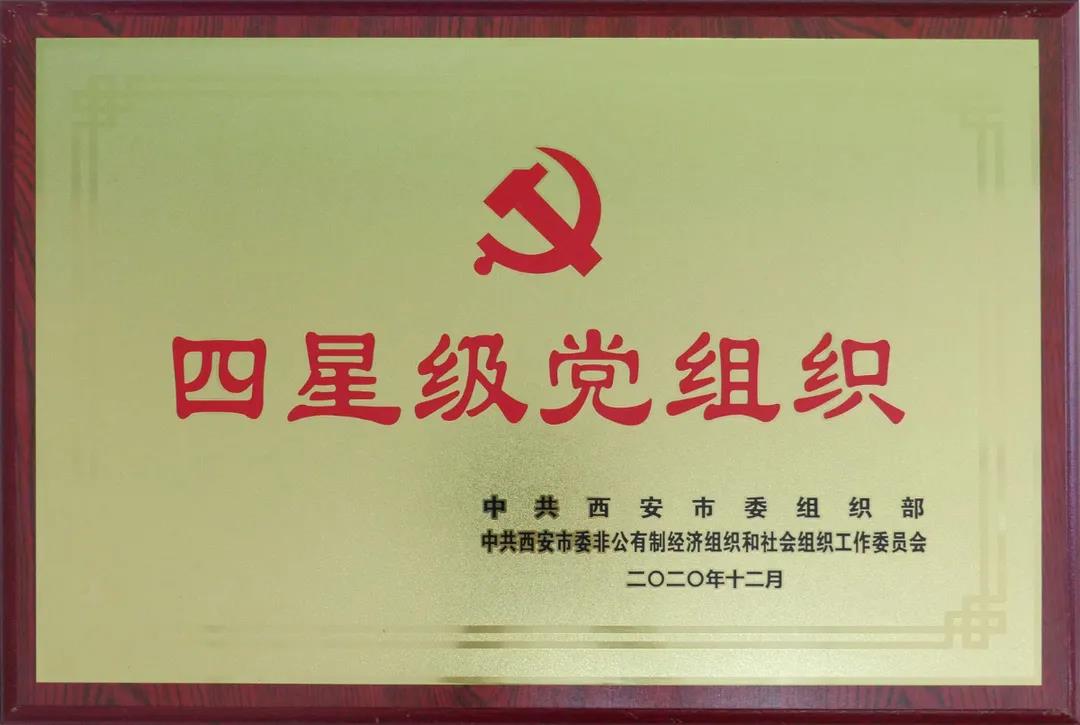 四星级党组织
中共西安市委组织部
中共西安市委非公有制经济组织和社会组织工作委员会
二〇二〇年十二月